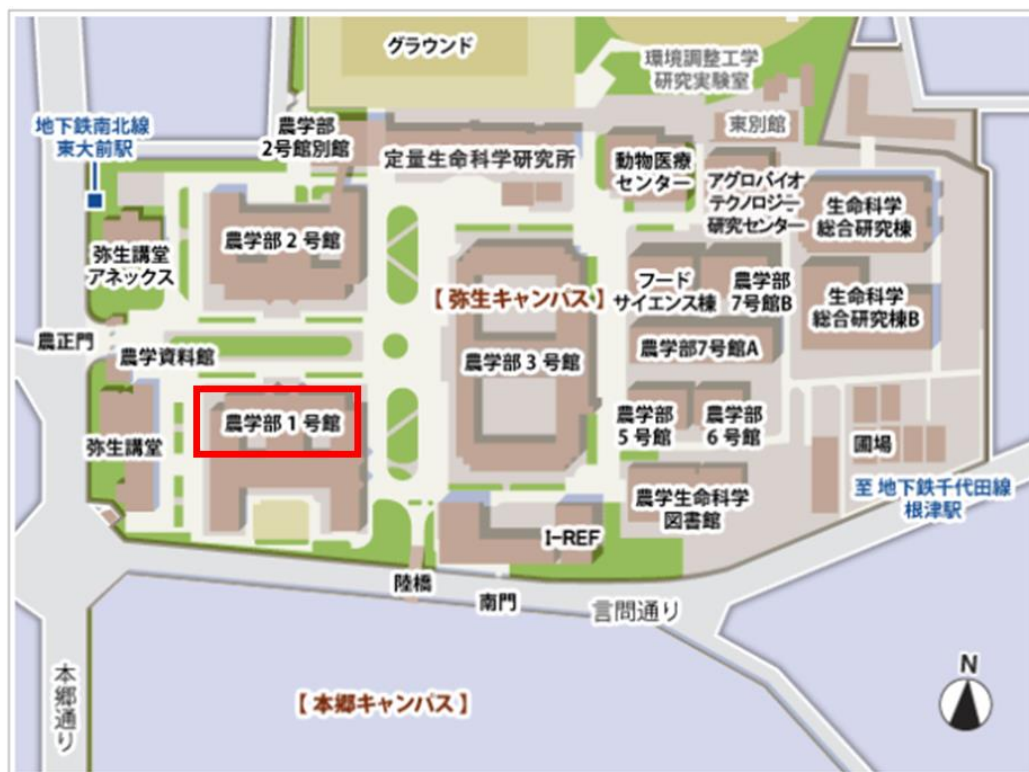 グラウンド
環境調整工学
研究実験室
東別館
地下鉄南北線
東大前駅
農学部
2号館別館
定量生命科学研究所
動物医療
センター
アグロバイオ
テクノロジー
研究センター
生命科学
総合研究棟
弥生講堂
アネックス
農学部2号館
【弥生キャンパス】
フード
サイエンス棟
農学部
7号館B
生命科学
総合研究棟B
農正門
農学資料館
農学部3号館
農学部7号館A
弥生講堂
農学部1号館
農学部
5号館
農学部
6号館
圃場
農学生命科学
図書館
至 地下鉄千代田線
根津駅
I-REF
陸橋
南門
言問通り
本郷通り
【本郷キャンパス】
N